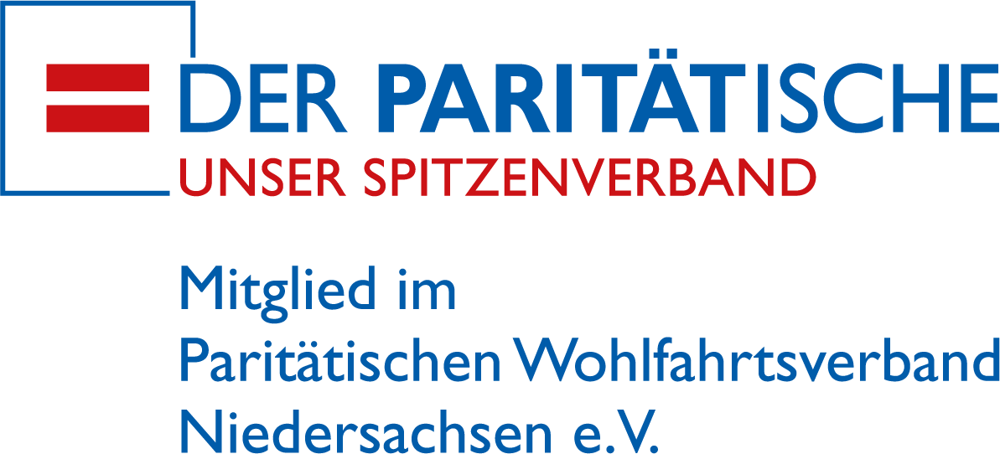 DER PARITÄTISCHE
UNSER SPITZENVERBAND
Mitglied im
Paritätischen Wohlfahrtsverband
Niedersachsen e.V.